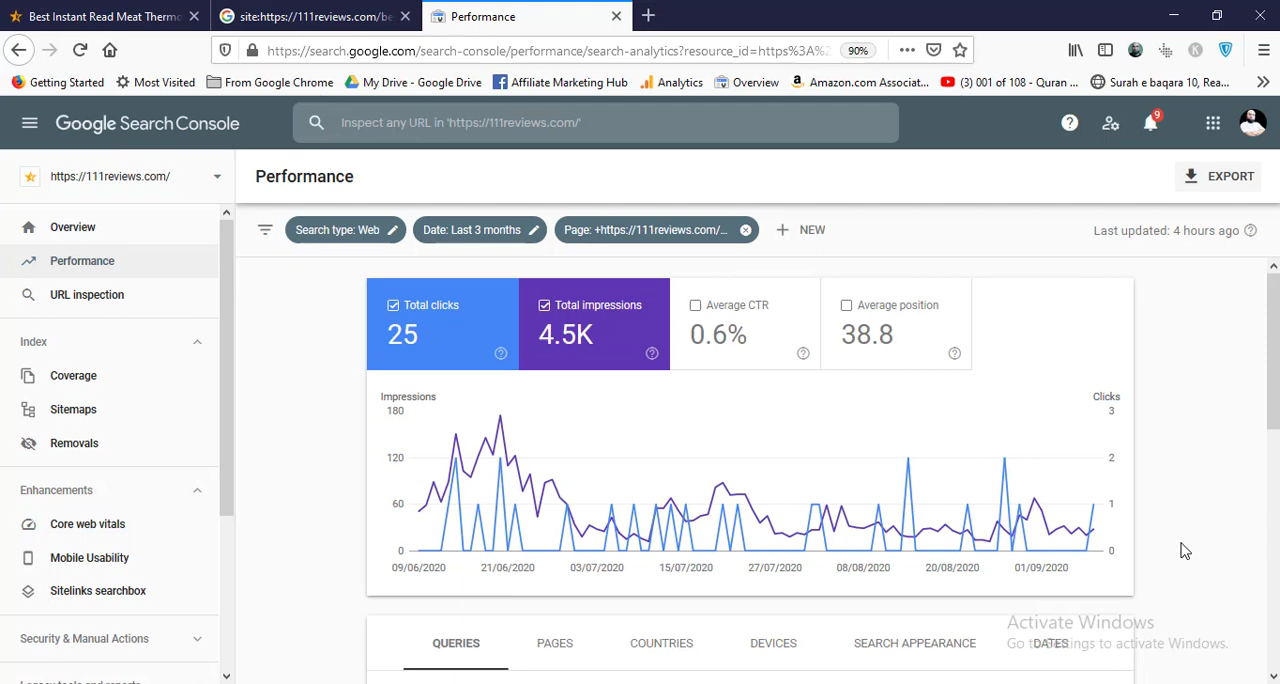 Best Instant Read Meat Thermo
site:https://111reviews.com/be
Performance
https://search.google.com/search-console/performance/search-analytics?resource_id=https%3A%2
90%
Getting Started
Most Visited
From Google Chrome
My Drive - Google Drive
Affiliate Marketing Hub
Analytics
Overview
Amazon.com Associat...
(3) 001 of 108 - Quran ...
Surah e baqara 10, Rea...
Google Search Console
Inspect any URL in 'https://111reviews.com/'
9
https://111reviews.com/
Performance
EXPORT
Overview
Performance
URL inspection
Index
Coverage
Sitemaps
Removals
Enhancements
Core web vitals
Mobile Usability
Sitelinks searchbox
Security & Manual Actions
Legacy tools and reports
Search type: Web
Date: Last 3 months
Page: +https://111reviews.com/...
NEW
Last updated: 4 hours ago
Total clicks
25
Total impressions
4.5K
Average CTR
0.6%
Average position
38.8
Impressions
Clicks
180
3
120
2
60
1
0
0
09/06/2020
21/06/2020
03/07/2020
15/07/2020
27/07/2020
08/08/2020
20/08/2020
01/09/2020
QUERIES
PAGES
COUNTRIES
DEVICES
SEARCH APPEARANCE
DATES
Activate Windows
Go to Settings to activate Windows.